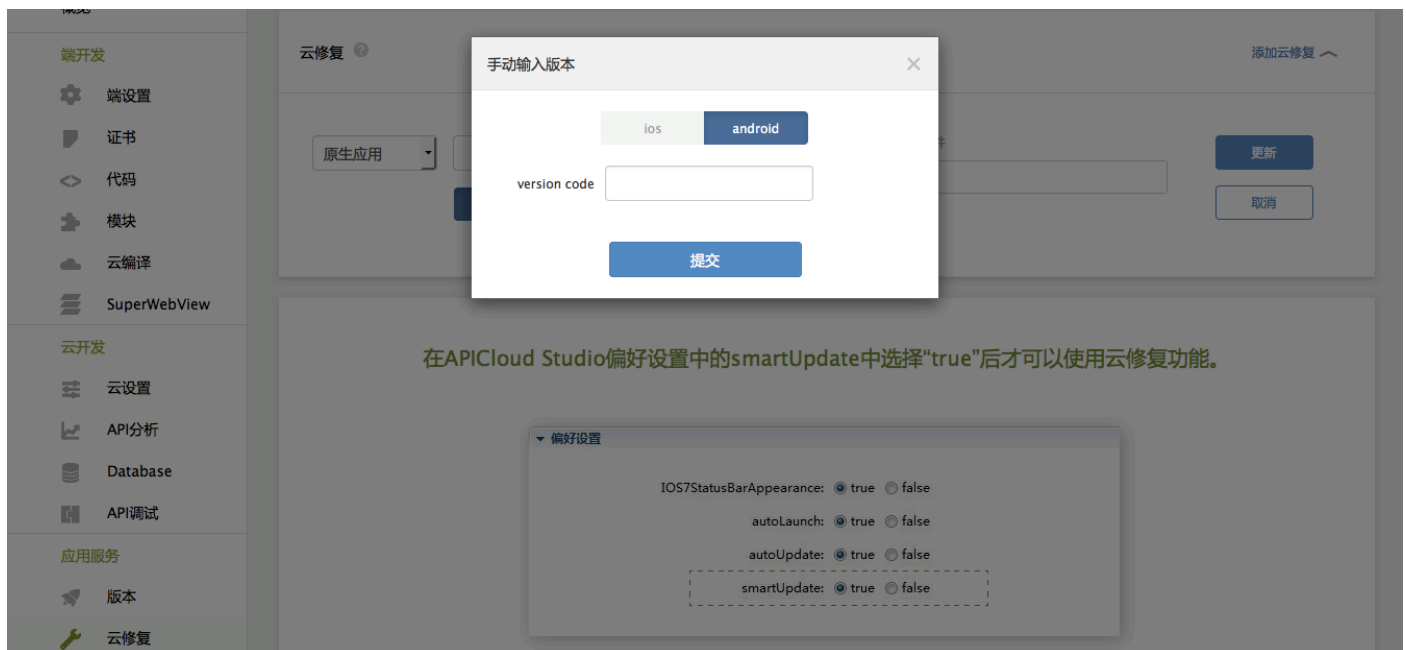 概览
端开发
端设置
证书
代码
模块
云编译
SuperWebView
云开发
云设置
API分析
Database
API调试
应用服务
版本
云修复
云修复
添加云修复
手动输入版本
ios
android
version code
提交
原生应用
件
更新
取消
在APICloud Studio偏好设置中的smartUpdate中选择“true”后才可以使用云修复功能。
偏好设置
IOS7StatusBarAppearance: true false
autoLaunch: true false
autoUpdate: true false
smartUpdate: true false